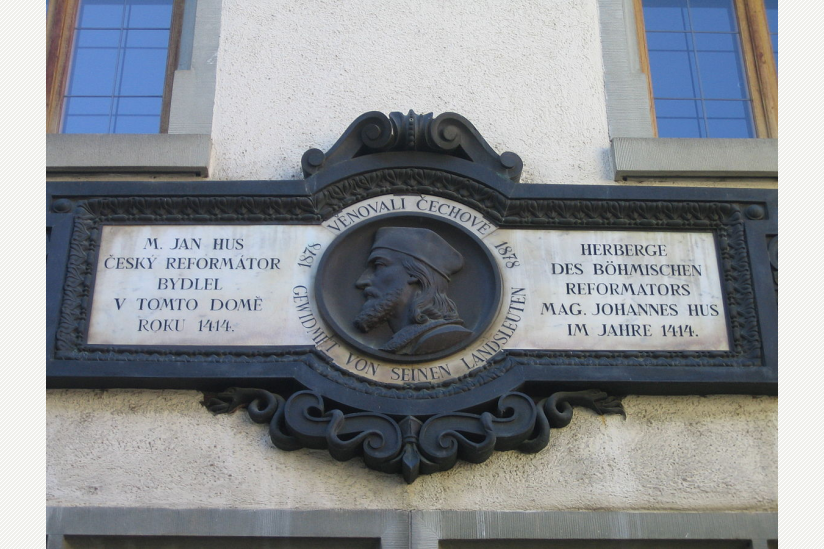 M. JAN HUS
ČESKÝ REFORMÁTOR
BYDLEL
V TOMTO DOMĚ
ROKU 1414.
1878 VĚNOVALI ČECHOVÉ 1878
GEWIDMET VON SEINEN LANDSLEUTEN
HERBERGE
DES BÖHMISCHEN
REFORMATORS
MAG. JOHANNES HUS
IM JAHRE 1414.